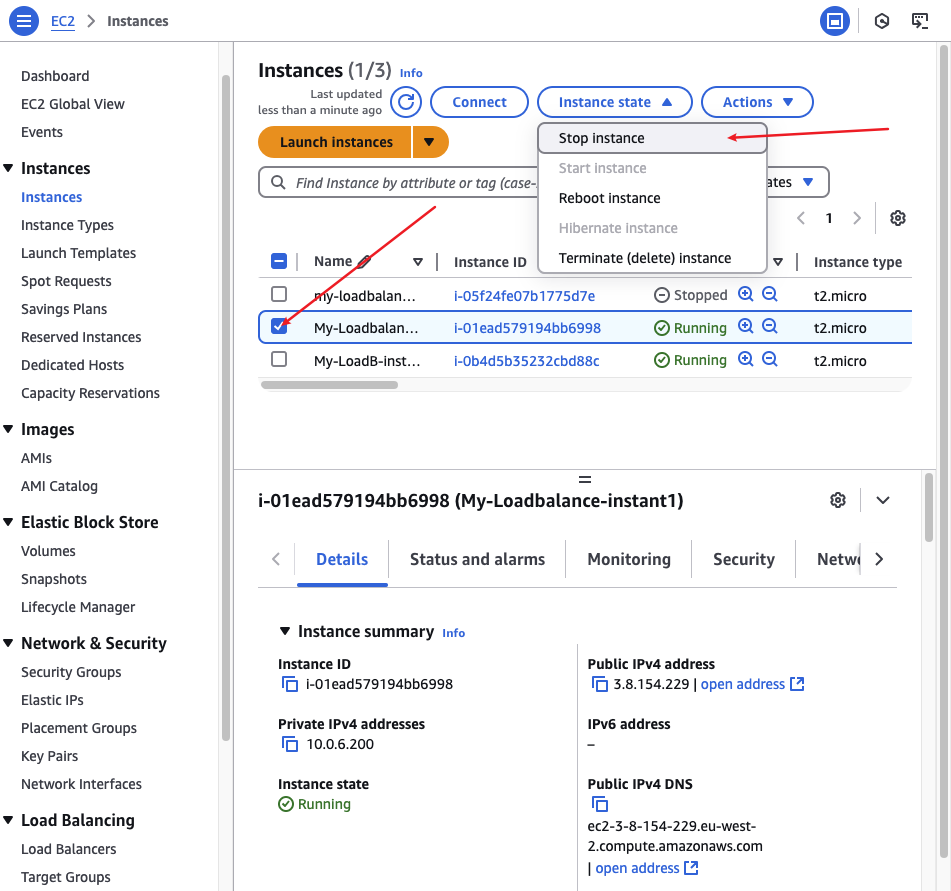 EC2 > Instances
Dashboard
EC2 Global View
Events
Instances
Instances
Instance Types
Launch Templates
Spot Requests
Savings Plans
Reserved Instances
Dedicated Hosts
Capacity Reservations
Images
AMIs
AMI Catalog
Elastic Block Store
Volumes
Snapshots
Lifecycle Manager
Network & Security
Security Groups
Elastic IPs
Placement Groups
Key Pairs
Network Interfaces
Load Balancing
Load Balancers
Target Groups
Instances (1/3) Info
Last updated
less than a minute ago
Connect
Instance state
Actions
Launch instances
Stop instance
Start instance
Reboot instance
Hibernate instance
Terminate (delete) instance
Find Instance by attribute or tag (case-
ates
1
Name Instance ID Instance type
my-loadbalan... i-05f24fe07b1775d7e Stopped t2.micro
My-Loadbalan... i-01ead579194bb6998 Running t2.micro
My-LoadB-inst... i-0b4d5b35232cbd88c Running t2.micro
i-01ead579194bb6998 (My-Loadbalance-instant1)
Details Status and alarms Monitoring Security Netwo
Instance summary Info
Instance ID
i-01ead579194bb6998
Private IPv4 addresses
10.0.6.200
Instance state
Running
Public IPv4 address
3.8.154.229 | open address
IPv6 address
–
Public IPv4 DNS
ec2-3-8-154-229.eu-west-
2.compute.amazonaws.com
| open address